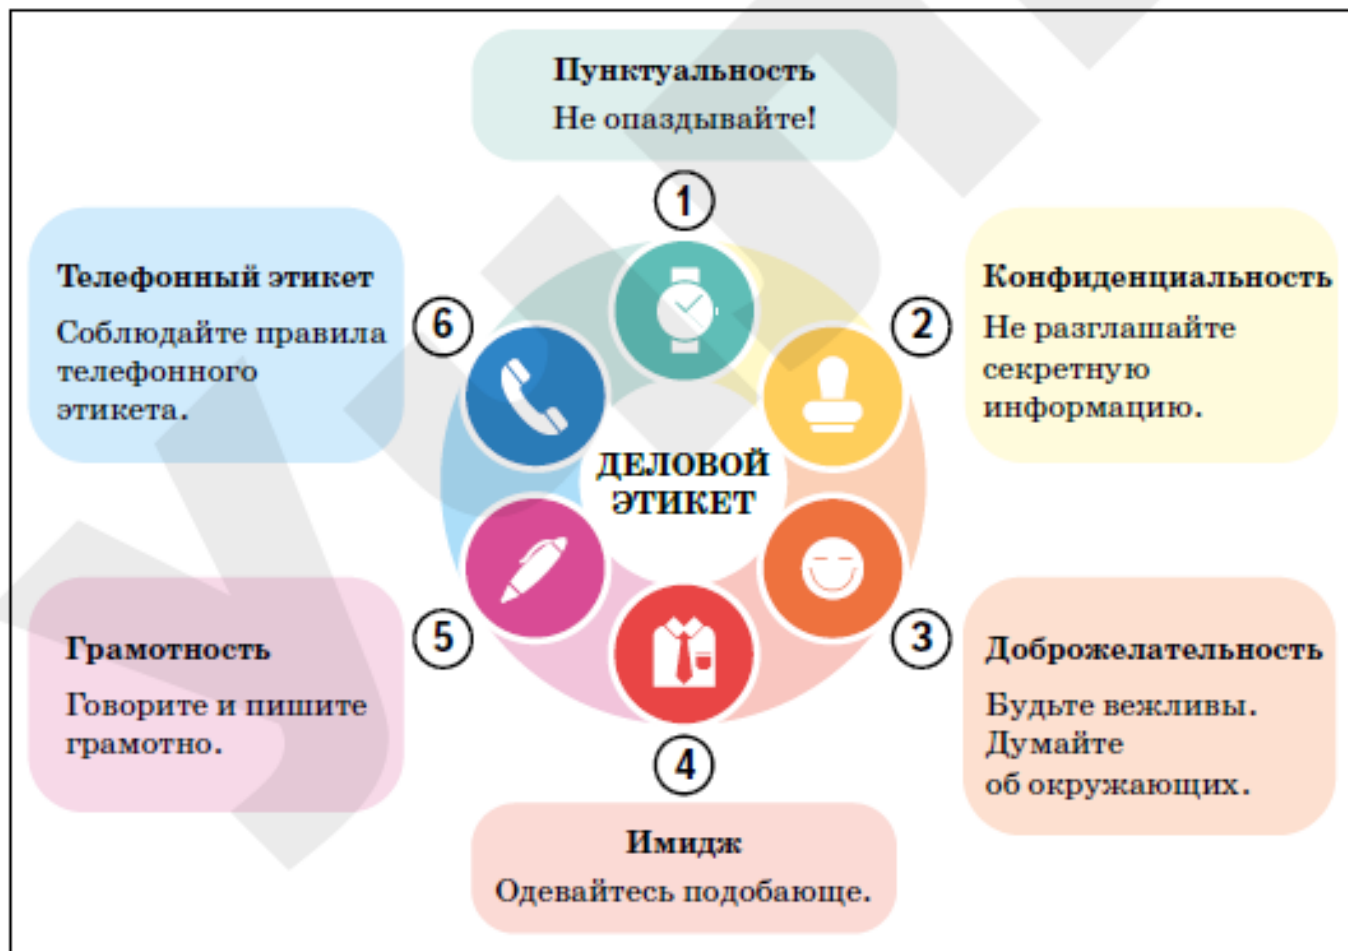 Пунктуальность
Не опаздывайте!
1
Конфиденциальность
Не разглашайте
секретную
информацию.
2
Доброжелательность
Будьте вежливы.
Думайте
об окружающих.
3
4
Имидж
Одевайтесь подобающе.
5
Грамотность
Говорите и пишите
грамотно.
6
Телефонный этикет
Соблюдайте правила
телефонного
этикета.
ДЕЛОВОЙ
ЭТИКЕТ